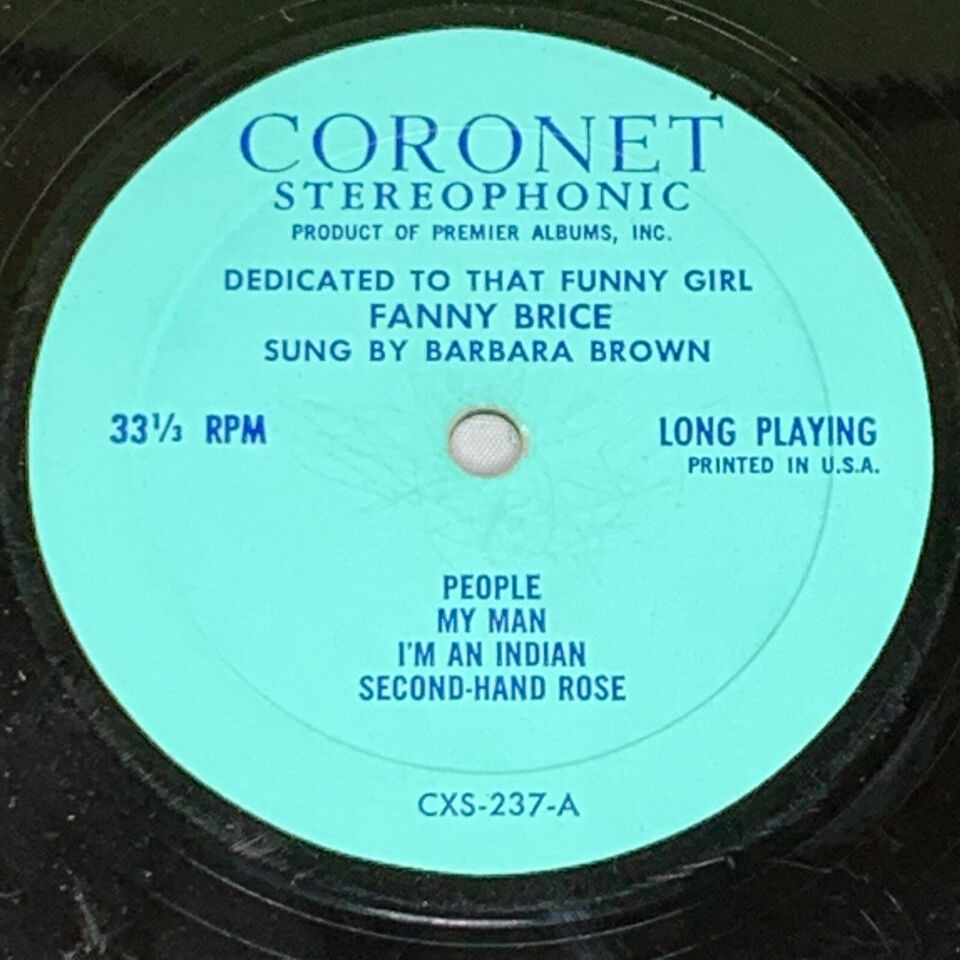 CORONET
STEREOPHONIC
PRODUCT OF PREMIER ALBUMS, INC.
DEDICATED TO THAT FUNNY GIRL
FANNY BRICE
SUNG BY BARBARA BROWN
33⅓ RPM
LONG PLAYING
PRINTED IN U.S.A.
PEOPLE
MY MAN
I'M AN INDIAN
SECOND-HAND ROSE
CXS-237-A